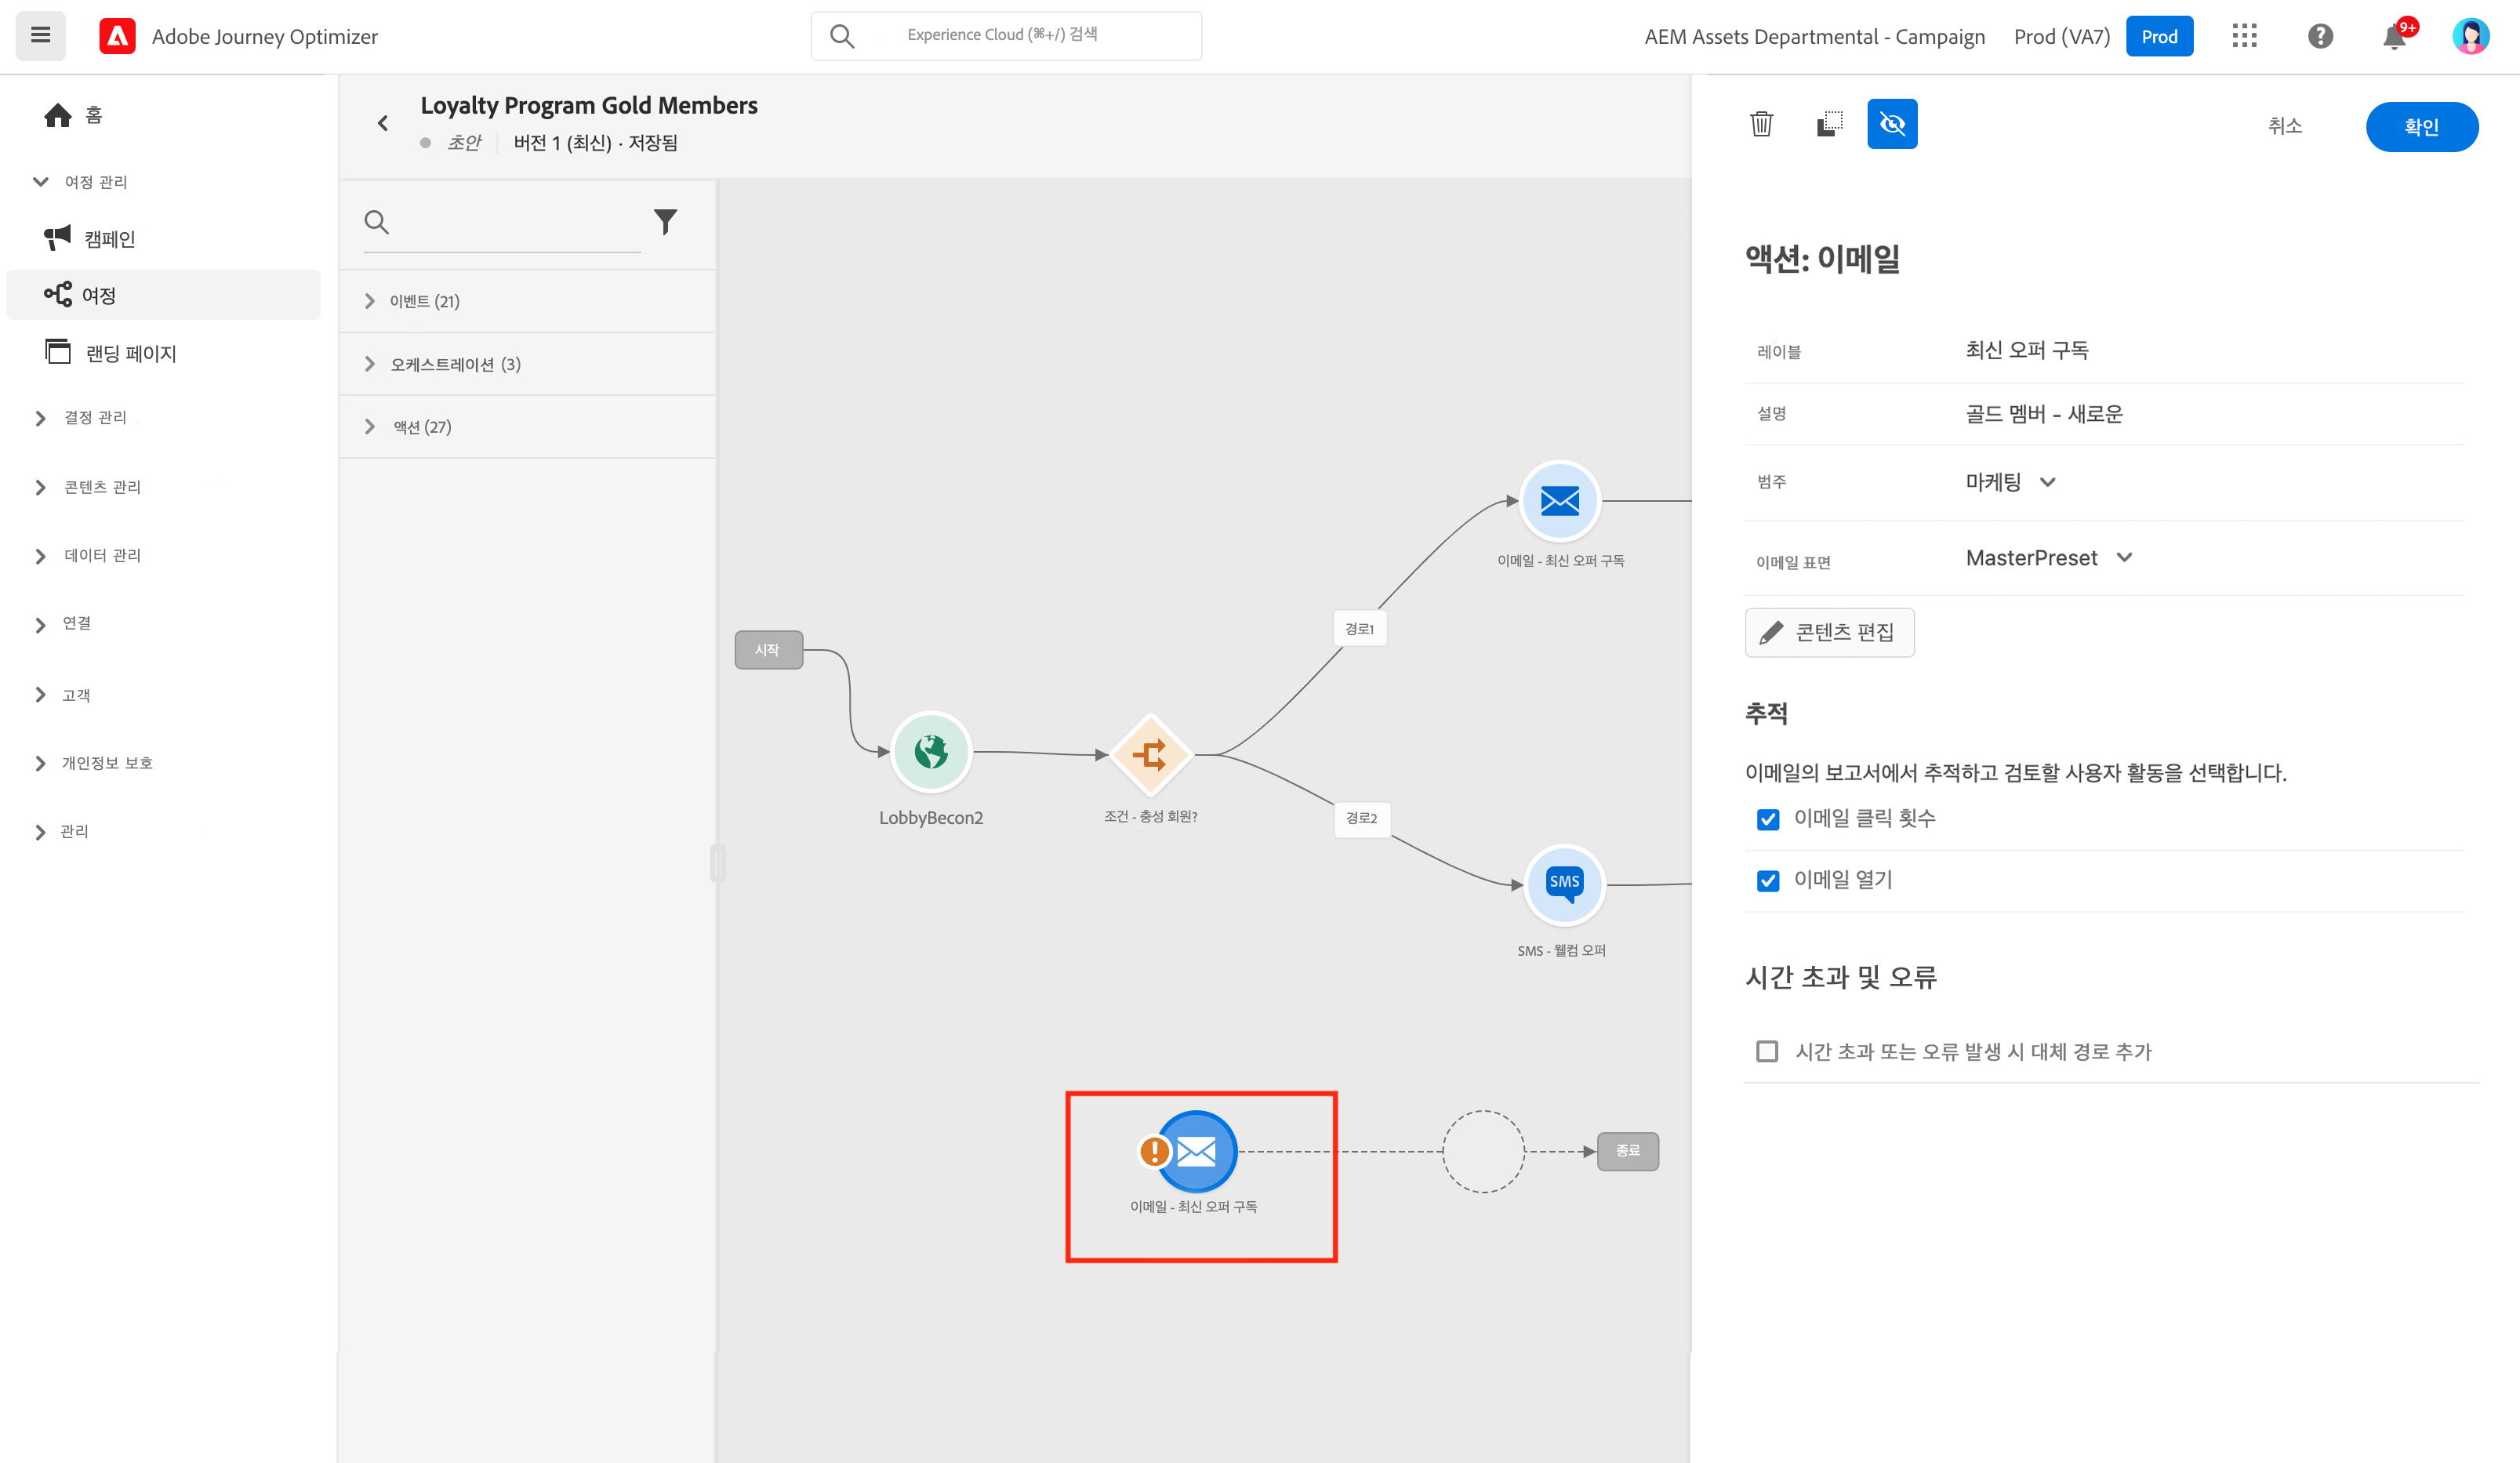 Adobe Journey Optimizer
Experience Cloud (⌘+/) 검색
AEM Assets Departmental - Campaign
Prod (VA7)
Prod
9+
홈
여정 관리
캠페인
여정
랜딩 페이지
결정 관리
콘텐츠 관리
데이터 관리
연결
고객
개인정보 보호
관리
Loyalty Program Gold Members
초안
버전 1 (최신) · 저장됨
이벤트 (21)
오케스트레이션 (3)
액션 (27)
시작
LobbyBecon2
조건 - 충성 회원?
경로1
경로2
이메일 - 최신 오퍼 구독
SMS
SMS - 웰컴 오퍼
이메일 - 최신 오퍼 구독
종료
취소
확인
액션: 이메일
레이블
최신 오퍼 구독
설명
골드 멤버 - 새로운
범주
마케팅
이메일 표면
MasterPreset
콘텐츠 편집
추적
이메일의 보고서에서 추적하고 검토할 사용자 활동을 선택합니다.
이메일 클릭 횟수
이메일 열기
시간 초과 및 오류
시간 초과 또는 오류 발생 시 대체 경로 추가